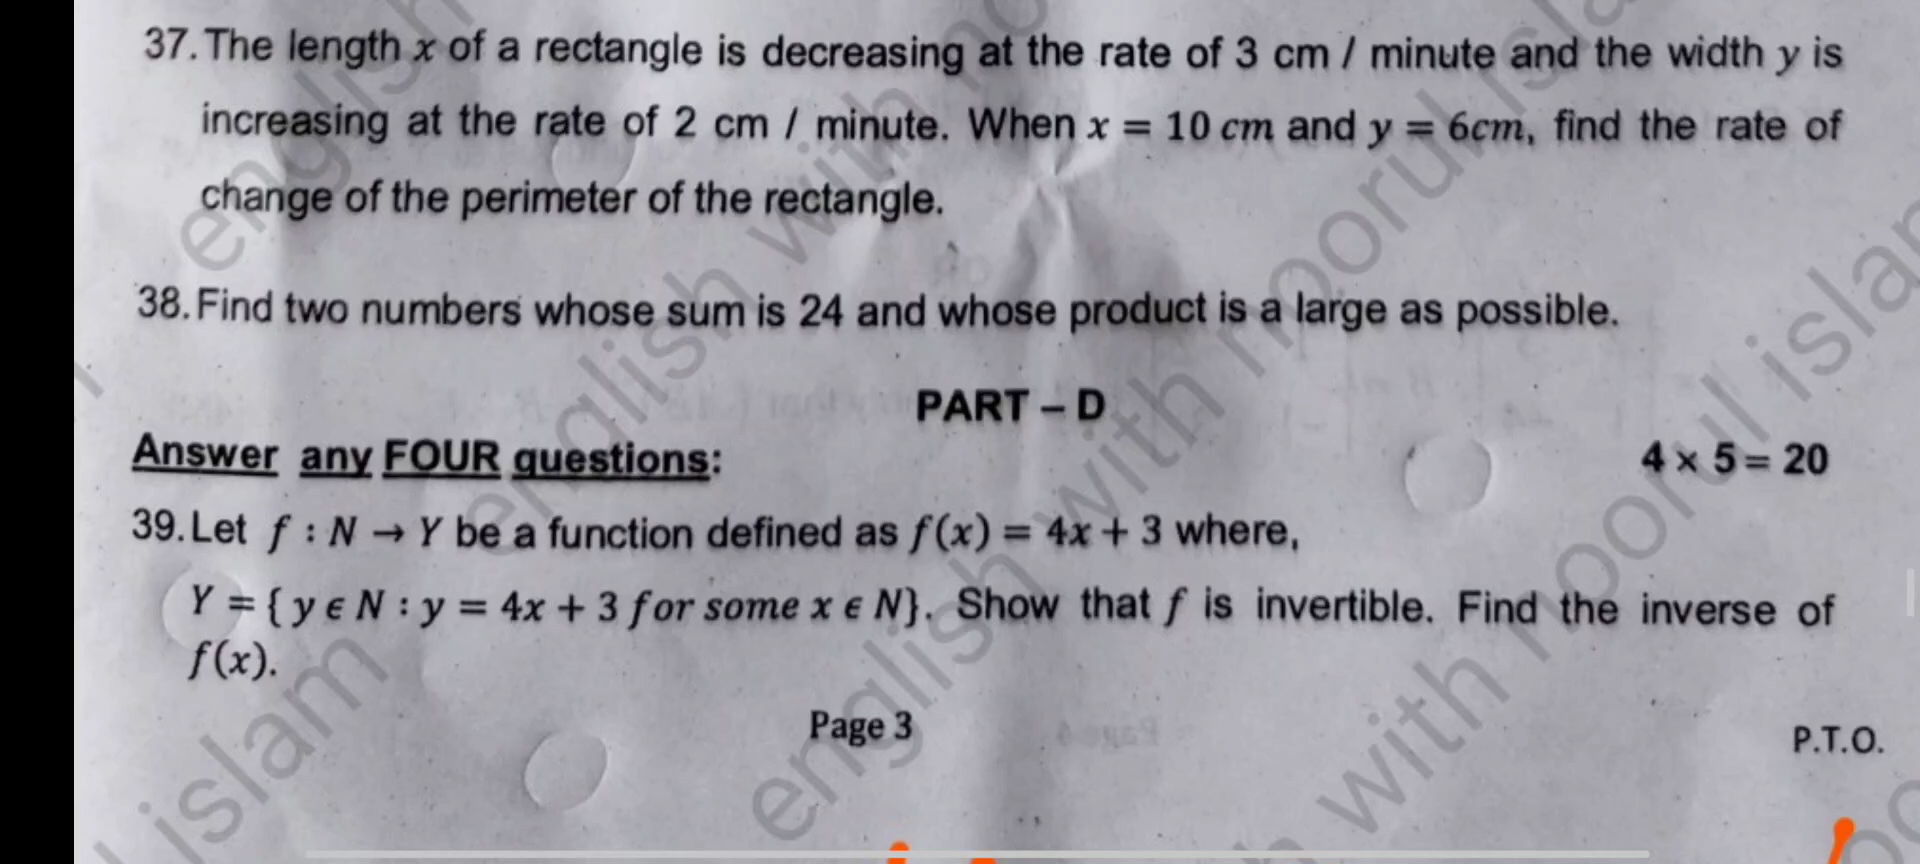 37. The length x of a rectangle is decreasing at the rate of 3 cm / minute and the width y is
increasing at the rate of 2 cm / minute. When x = 10 cm and y = 6cm, find the rate of
change of the perimeter of the rectangle.
38. Find two numbers whose sum is 24 and whose product is a large as possible.
PART – D
Answer any FOUR questions:
4 × 5 = 20
39. Let f : N → Y be a function defined as f(x) = 4x + 3 where,
Y = { y ϵ N : y = 4x + 3 for some x ϵ N}. Show that f is invertible. Find the inverse of
f(x).
Page 3
P.T.O.
english with noorul islam